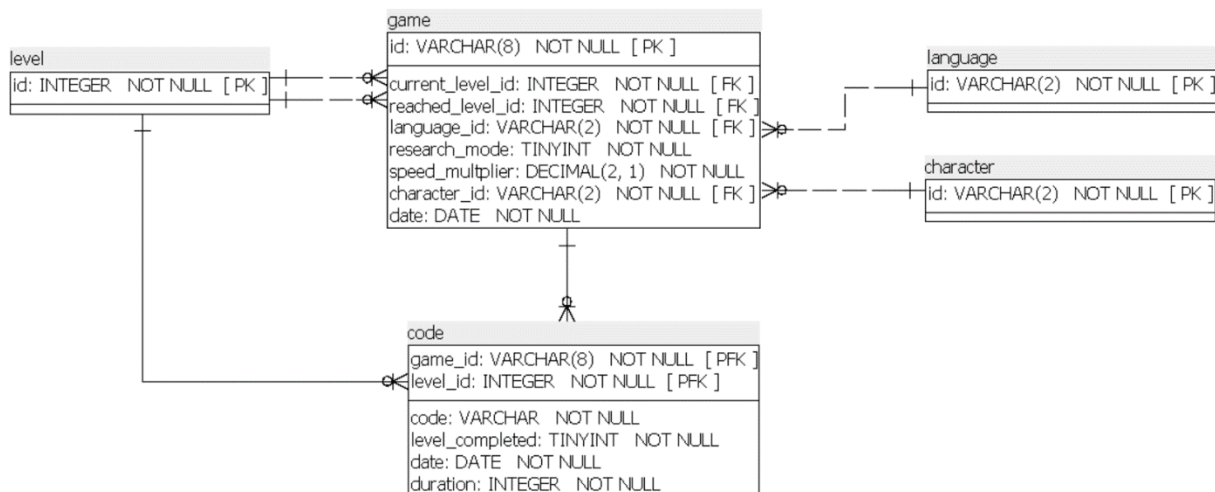 level
id: INTEGER NOT NULL [ PK ]
game
id: VARCHAR(8) NOT NULL [ PK ]
current_level_id: INTEGER NOT NULL [ FK ]
reached_level_id: INTEGER NOT NULL [ FK ]
language_id: VARCHAR(2) NOT NULL [ FK ]
research_mode: TINYINT NOT NULL
speed_multplier: DECIMAL(2, 1) NOT NULL
character_id: VARCHAR(2) NOT NULL [ FK ]
date: DATE NOT NULL
language
id: VARCHAR(2) NOT NULL [ PK ]
character
id: VARCHAR(2) NOT NULL [ PK ]
code
game_id: VARCHAR(8) NOT NULL [ PFK ]
level_id: INTEGER NOT NULL [ PFK ]
code: VARCHAR NOT NULL
level_completed: TINYINT NOT NULL
date: DATE NOT NULL
duration: INTEGER NOT NULL